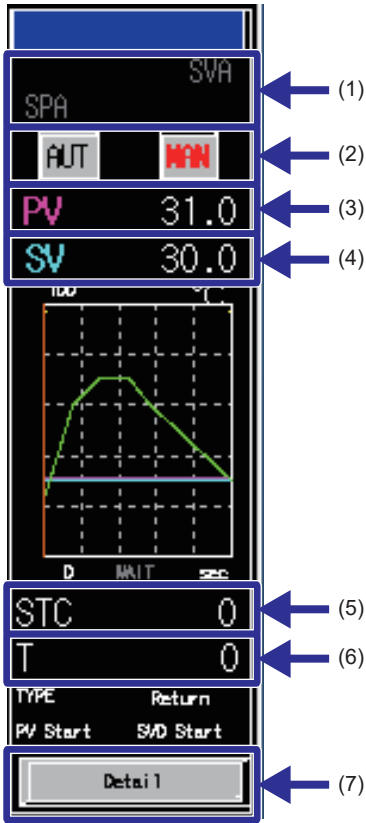 SVA (1)
SPA
AUT MAN (2)
PV 31.0 (3)
SV 30.0 (4)
100 °C
0 WAIT sec
STC 0 (5)
T 0 (6)
TYPE Return
PV Start SVD Start
Detail (7)